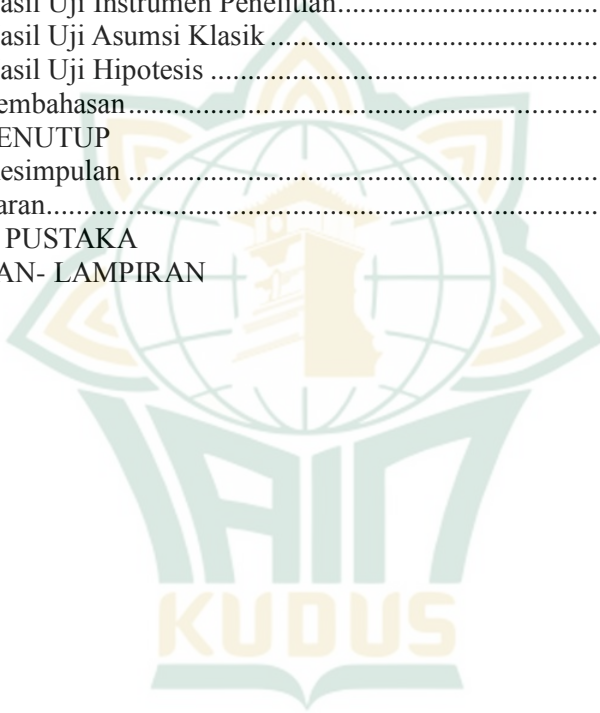 asil Uji Instrumen Penelitian..............................................
asil Uji Asumsi Klasik.........................................................
asil Uji Hipotesis .................................................................
embahasan.............................................................................
ENUTUP
esimpulan .............................................................................
aran.........................................................................................
PUSTAKA
AN- LAMPIRAN
IAIN
KUDUS